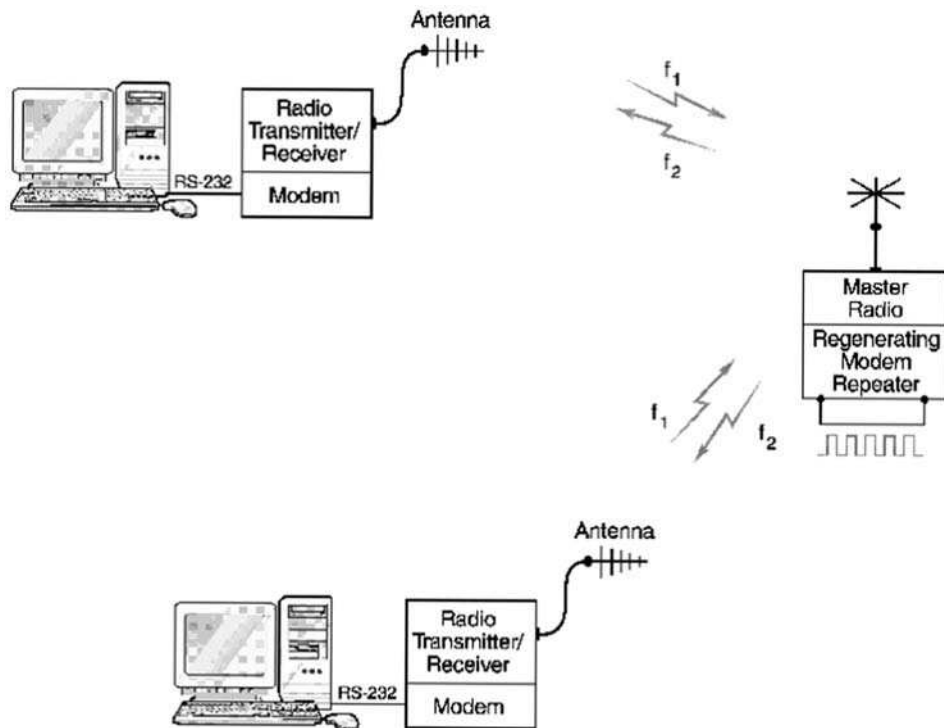 Antenna
Radio
Transmitter/
Receiver
RS-232
Modem
f1
f2
Master
Radio
Regenerating
Modem
Repeater
f1
f2
Antenna
Radio
Transmitter/
Receiver
RS-232
Modem